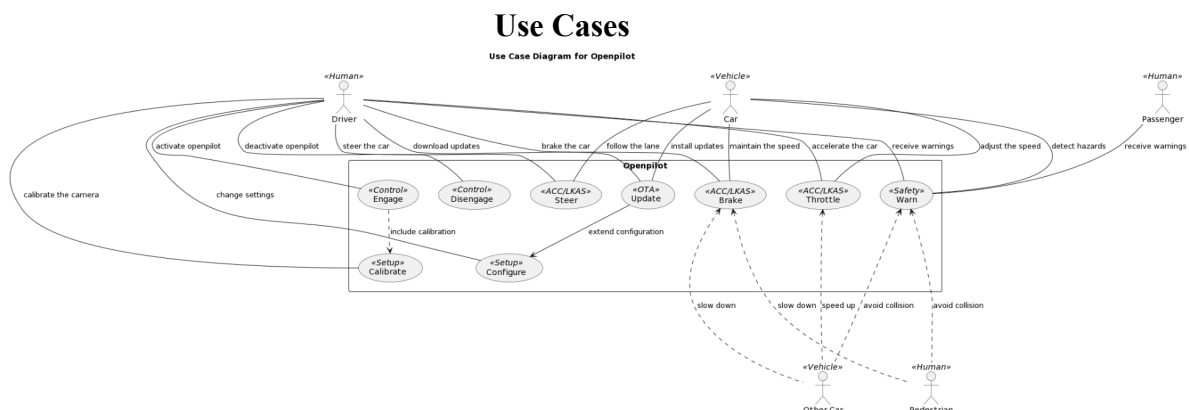 Use Cases
Use Case Diagram for Openpilot
«Human»
Driver
«Vehicle»
Car
«Human»
Passenger
activate openpilot
deactivate openpilot
steer the car
download updates
brake the car
follow the lane
install updates
maintain the speed
accelerate the car
receive warnings
adjust the speed
detect hazards
receive warnings
Openpilot
calibrate the camera
change settings
«Control»
Engage
«Control»
Disengage
«ACC/LKAS»
Steer
«OTA»
Update
«ACC/LKAS»
Brake
«ACC/LKAS»
Throttle
«Safety»
Warn
include calibration
extend configuration
«Setup»
Calibrate
«Setup»
Configure
slow down
slow down
speed up
avoid collision
avoid collision
«Vehicle»
Other Car
«Human»
Pedestrian